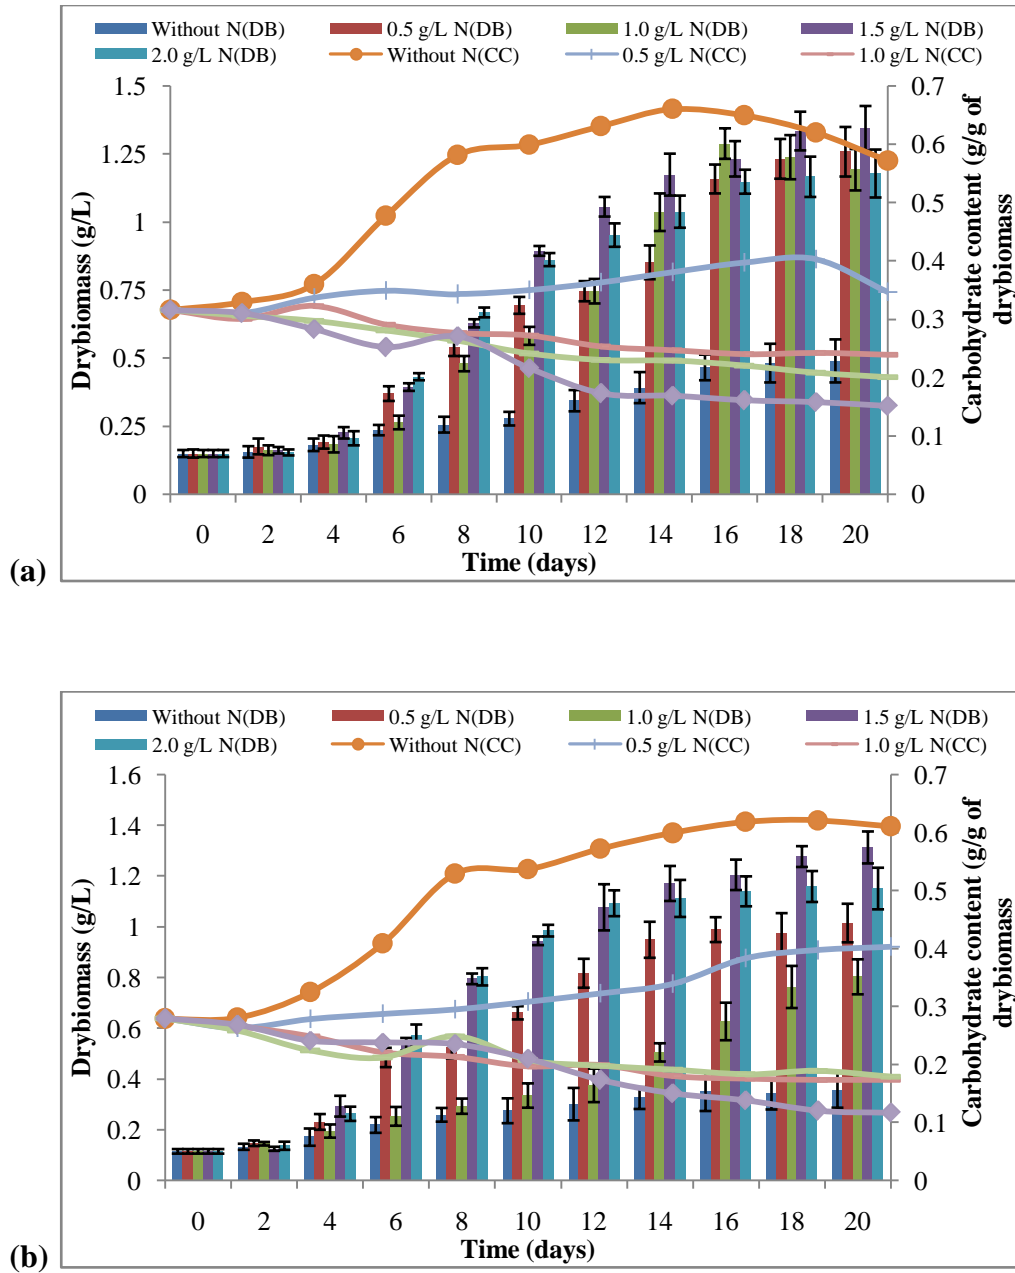 Without N(DB) 0.5 g/L N(DB) 1.0 g/L N(DB) 1.5 g/L N(DB)
2.0 g/L N(DB) Without N(CC) 0.5 g/L N(CC) 1.0 g/L N(CC)
1.5
1.25
1
0.75
0.5
0.25
0
Drybiomass (g/L)
0.7
0.6
0.5
0.4
0.3
0.2
0.1
0
Carbohydrate content (g/g of
drybiomass
0 2 4 6 8 10 12 14 16 18 20
Time (days)
(a)
Without N(DB) 0.5 g/L N(DB) 1.0 g/L N(DB) 1.5 g/L N(DB)
2.0 g/L N(DB) Without N(CC) 0.5 g/L N(CC) 1.0 g/L N(CC)
1.6
1.4
1.2
1
0.8
0.6
0.4
0.2
0
Drybiomass (g/L)
0.7
0.6
0.5
0.4
0.3
0.2
0.1
0
Carbohydrate content (g/g of
drybiomass
0 2 4 6 8 10 12 14 16 18 20
Time (days)
(b)